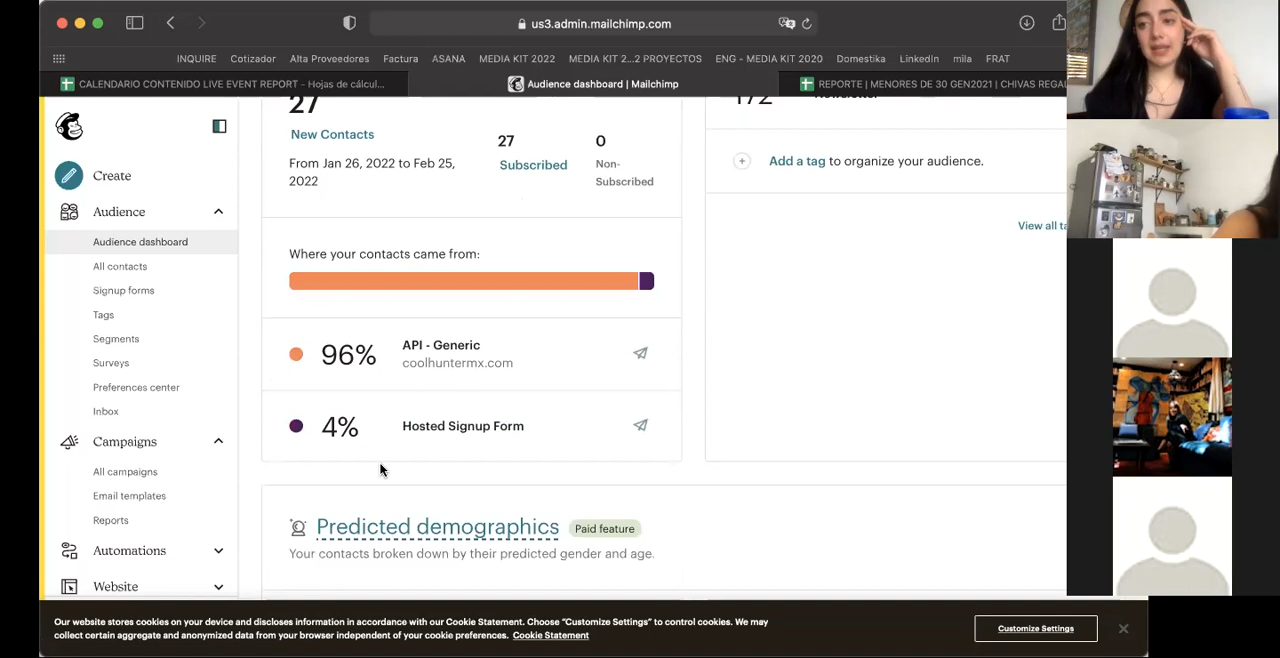 us3.admin.mailchimp.com
INQUIRE Cotizador Alta Proveedores Factura ASANA MEDIA KIT 2022 MEDIA KIT 2...2 PROYECTOS ENG - MEDIA KIT 2020 Domestika LinkedIn mila FRAT
CALENDARIO CONTENIDO LIVE EVENT REPORT - Hojas de cálcul...
Audience dashboard | Mailchimp
REPORTE | MENORES DE 30 GEN2021 | CHIVAS REGAL
Create
Audience
Audience dashboard
All contacts
Signup forms
Tags
Segments
Surveys
Preferences center
Inbox
Campaigns
All campaigns
Email templates
Reports
Automations
Website
27
New Contacts
From Jan 26, 2022 to Feb 25,
2022
27
Subscribed
0
Non-
Subscribed
Where your contacts came from:
96%
API - Generic
coolhuntermx.com
4%
Hosted Signup Form
172
Newsletter
Add a tag to organize your audience.
View all ta
Predicted demographics
Paid feature
Your contacts broken down by their predicted gender and age.
Our website stores cookies on your device and discloses information in accordance with our Cookie Statement. Choose "Customize Settings" to control cookies. We may
collect certain aggregate and anonymized data from your browser independent of your cookie preferences. Cookie Statement
Customize Settings